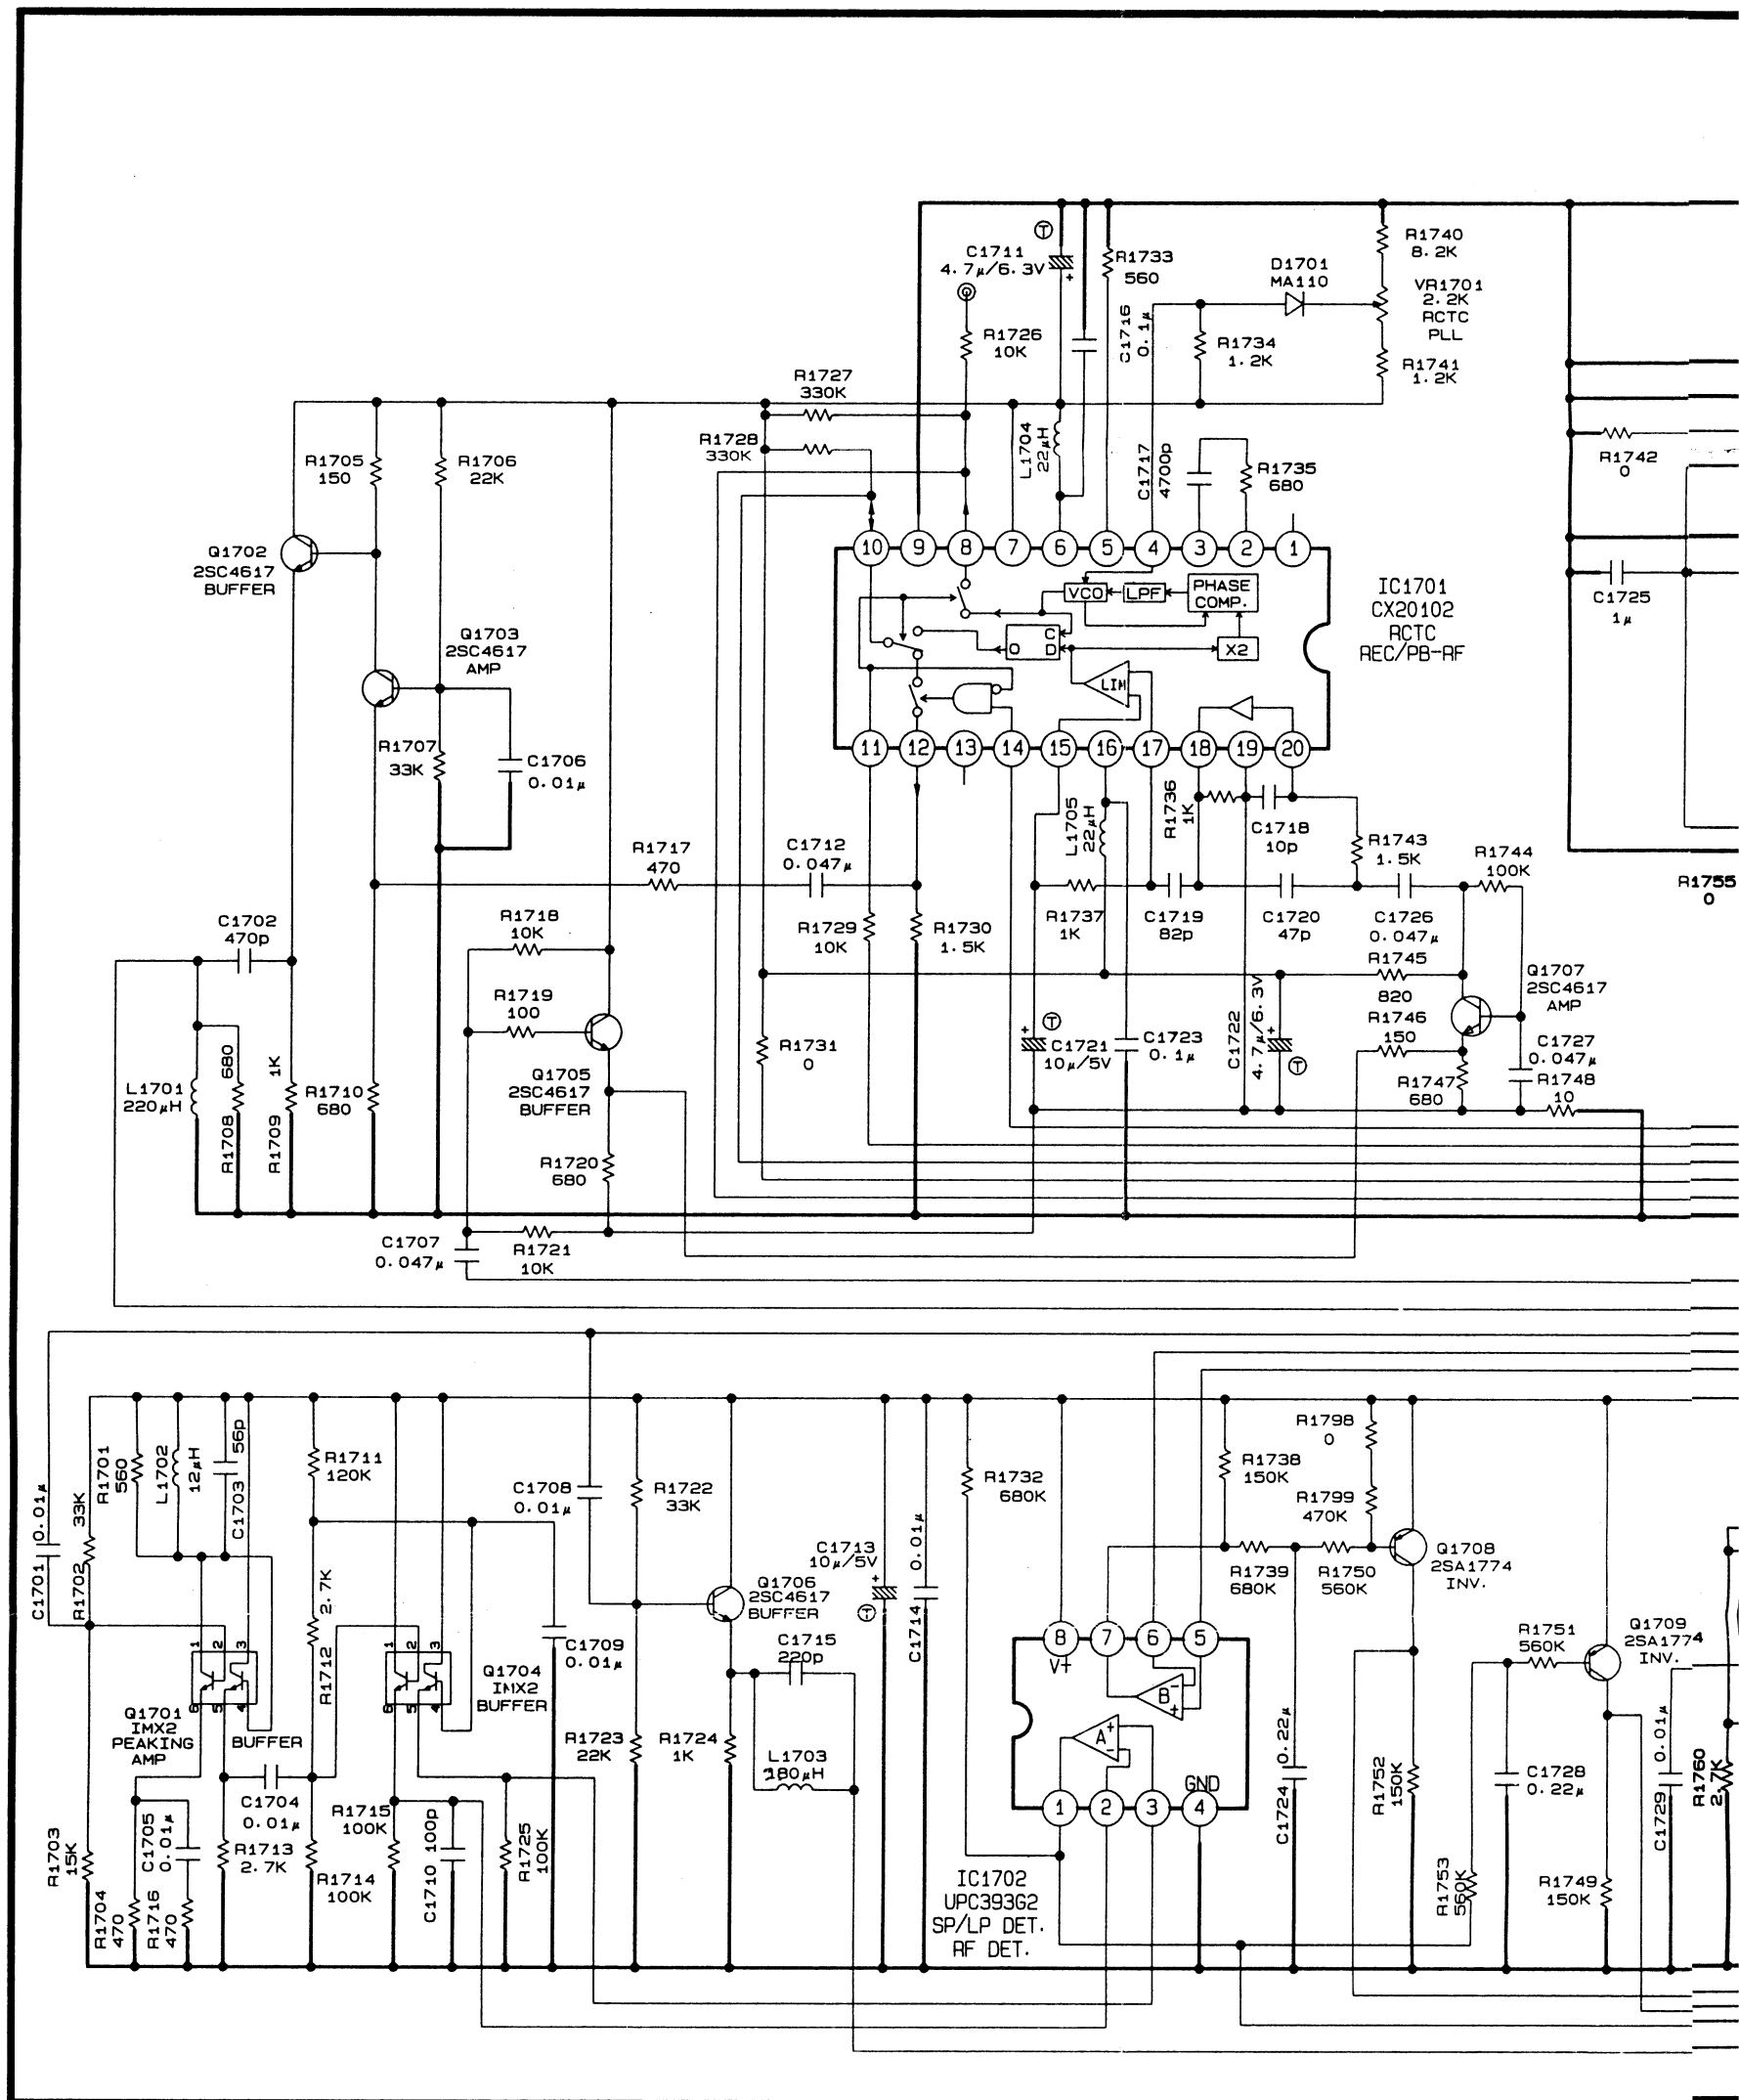 C1711
4.7µ/6.3V
T
+
R1733
560
D1701
MA110
R1740
8.2K
VR1701
2.2K
RCTC
PLL
R1726
10K
C1716
0.1µ
R1734
1.2K
R1741
1.2K
R1727
330K
R1728
330K
L1704
22µH
C1717
4700p
R1735
680
R1742
0
R1705
150
R1706
22K
Q1702
2SC4617
BUFFER
10 9 8 7 6 5 4 3 2 1
VCO
LPF
PHASE
COMP.
IC1701
CX20102
RCTC
REC/PB-RF
C1725
1µ
Q1703
2SC4617
AMP
O
C
D
X2
LIM
R1707
33K
C1706
0.01µ
11 12 13 14 15 16 17 18 19 20
L1705
22µH
R1736
1K
C1718
10p
R1743
1.5K
R1744
100K
R1717
470
C1712
0.047µ
R1755
0
C1702
470p
R1718
10K
R1729
10K
R1730
1.5K
R1737
1K
C1719
82p
C1720
47p
C1726
0.047µ
R1745
820
R1719
100
Q1707
2SC4617
AMP
R1746
150
L1701
220µH
R1708
680
R1709
1K
R1710
680
Q1705
2SC4617
BUFFER
R1731
0
+
T
C1721
10µ/5V
C1723
0.1µ
C1722
4.7µ/6.3V
+
T
C1727
0.047µ
R1747
680
R1748
10
R1720
680
C1707
0.047µ
R1721
10K
C1701 0.01µ
R1702 33K
R1701
560
L1702
12µH
C1703 56p
R1711
120K
C1708
0.01µ
R1722
33K
R1732
680K
R1738
150K
R1798
0
R1799
470K
C1713
10µ/5V
+
T
C1714 0.01µ
R1739
680K
R1750
560K
Q1708
2SA1774
INV.
R1712 2.7K
Q1706
2SC4617
BUFFER
C1709
0.01µ
C1715
220p
8 7 6 5
V+
R1751
560K
Q1709
2SA1774
INV.
1 2 3
6 5 4
1 2 3
6 5 4
Q1701
IMX2
PEAKING
AMP
BUFFER
Q1704
IMX2
BUFFER
B - +
A + -
R1723
22K
R1724
1K
L1703
180µH
GND
1 2 3 4
C1724 0.22µ
R1752
150K
C1728
0.22µ
C1729 0.01µ
R1760
2.7K
C1704
0.01µ
R1715
100K
R1703
15K
C1705
0.01µ
R1713
2.7K
R1714
100K
C1710 100p
R1725
100K
R1704
470
R1716
470
IC1702
UPC393G2
SP/LP DET.
RF DET.
R1753
560K
R1749
150K